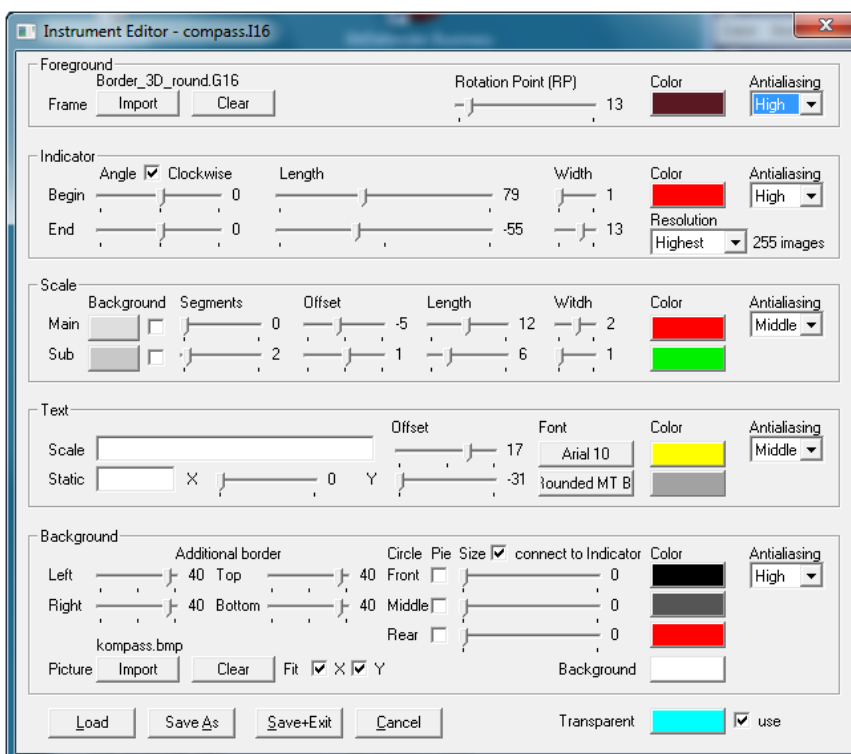 Instrument Editor - compass.I16
Foreground
Border_3D_round.G16 Rotation Point (RP) Color Antialiasing
Frame Import Clear 13 High
Indicator
Angle Clockwise Length Width Color Antialiasing
Begin 0 79 1 High
End 0 -55 13 Resolution
Highest 255 images
Scale
Background Segments Offset Length Witdh Color Antialiasing
Main 0 -5 12 2 Middle
Sub 2 1 6 1
Text
Offset Font Color Antialiasing
Scale 17 Arial 10 Middle
Static X 0 Y -31 Rounded MT B
Background
Additional border Circle Pie Size connect to Indicator Color Antialiasing
Left 40 Top 40 Front 0 High
Right 40 Bottom 40 Middle 0
Rear 0
kompass.bmp
Picture Import Clear Fit X Y Background
Load Save As Save+Exit Cancel Transparent use